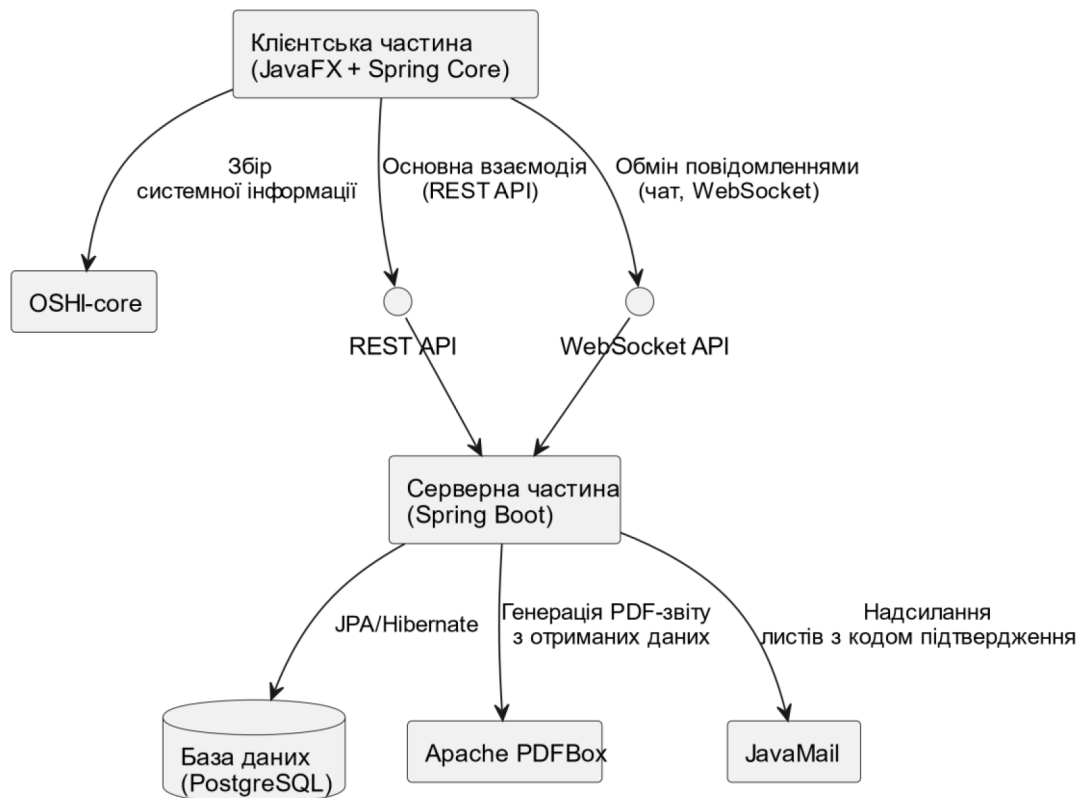 Клієнтська частина
(JavaFX + Spring Core)
Збір
системної інформації
Основна взаємодія
(REST API)
Обмін повідомленнями
(чат, WebSocket)
OSHI-core
REST API
WebSocket API
Серверна частина
(Spring Boot)
JPA/Hibernate
Генерація PDF-звіту
з отриманих даних
Надсилання
листів з кодом підтвердження
База даних
(PostgreSQL)
Apache PDFBox
JavaMail